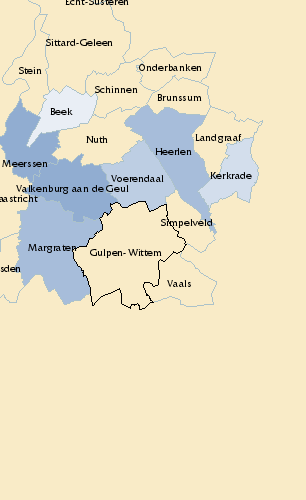 Echt-Susteren
Sittard-Geleen
Stein
Onderbanken
Schinnen
Brunssum
Beek
Nuth
Landgraaf
Heerlen
Meerssen
Voerendaal
Kerkrade
Valkenburg aan de Geul
aastricht
Simpelveld
Margraten
Gulpen-Wittem
sden
Vaals